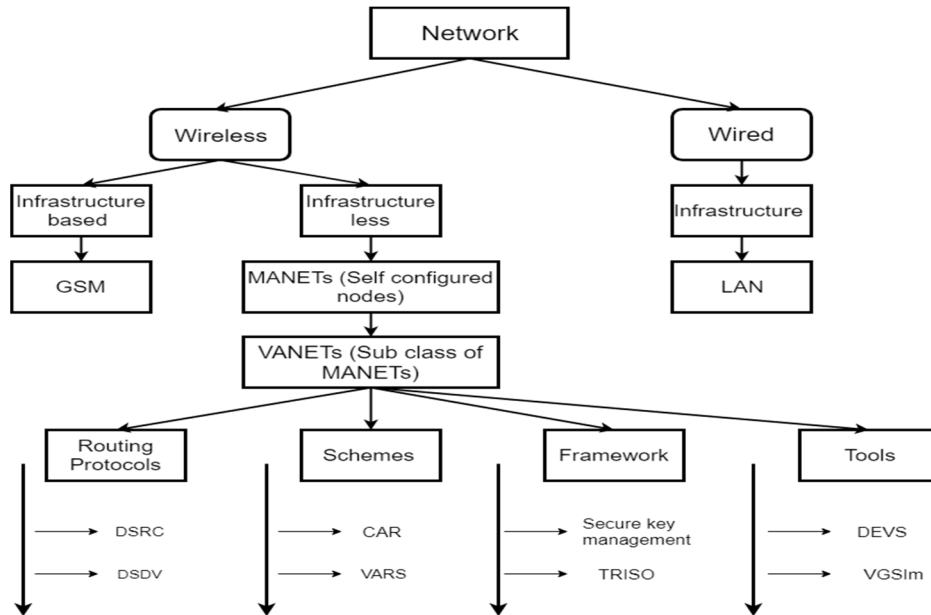 Network
Wireless
Wired
Infrastructure
based
Infrastructure
less
Infrastructure
GSM
MANETs (Self configured
nodes)
LAN
VANETs (Sub class of
MANETs)
Routing
Protocols
Schemes
Framework
Tools
DSRC
CAR
Secure key
management
DEVS
DSDV
VARS
TRISO
VGSIm